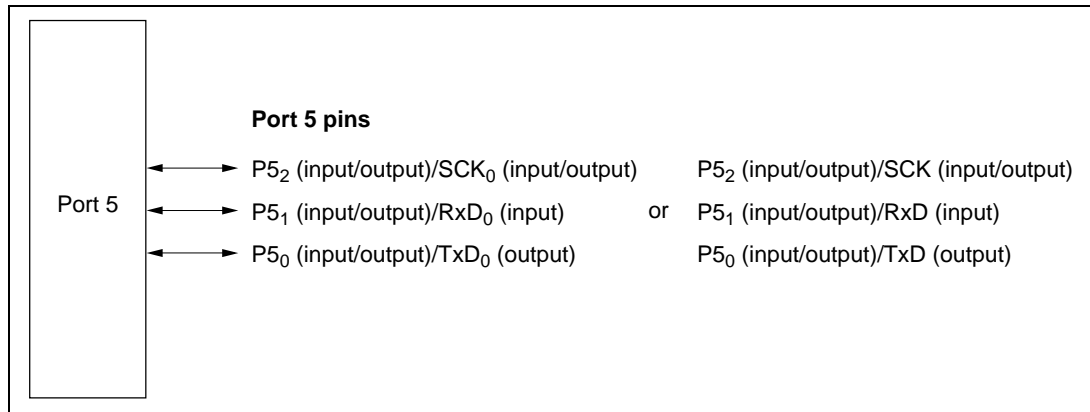 Port 5 pins
P5₂ (input/output)/SCK₀ (input/output) P5₂ (input/output)/SCK (input/output)
Port 5 P5₁ (input/output)/RxD₀ (input) or P5₁ (input/output)/RxD (input)
P5₀ (input/output)/TxD₀ (output) P5₀ (input/output)/TxD (output)